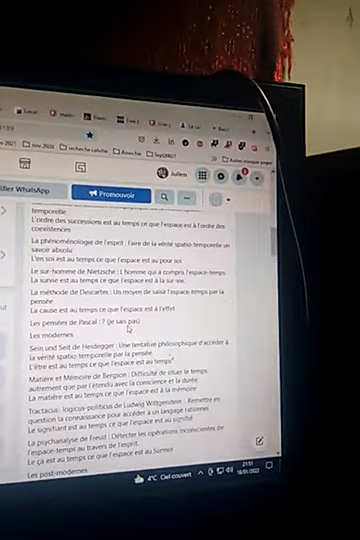 Julien
ifier WhatsApp
Promouvoir
temporelle
L'ordre des successions est au temps ce que l'espace est à l'ordre des
coexistences
La phénoménologie de l'esprit : Faire de la vérité spatio-temporelle un
savoir absolu
L'en soi est au temps ce que l'espace est au pour soi
Le sur-homme de Nietzsche : L'homme qui a compris l'espace-temps
La survie est au temps ce que l'espace est à la sur vie.
La méthode de Descartes : Un moyen de saisir l'espace-temps par la
pensée
La cause est au temps ce que l'espace est à l'effet
Les pensées de Pascal : ? (je sais pas)
Les modernes
Sein und Seit de Heidegger : Une tentative philosophique d'accéder à
la vérité spatio-temporelle par la pensée
L'être est au temps ce que l'espace est au temps
Matière et Mémoire de Bergson : Difficulté de situer le temps
autrement que par l'étendu avec la conscience et la durée
La matière est au temps ce que l'espace est à la mémoire
Tractacus-logicus-politicus de Ludwig Wittgenstein : Remettre en
question la connaissance pour accéder à un langage rationnel
Le signifiant est au temps ce que l'espace est au signifié
La psychanalyse de Freud : Détecter les opérations inconscientes de
l'espace-temps au travers de l'esprit.
Le ça est au temps ce que l'espace est au Surmoi
Les post-modernes
4°C Ciel couvert
21:51
18/01/2022